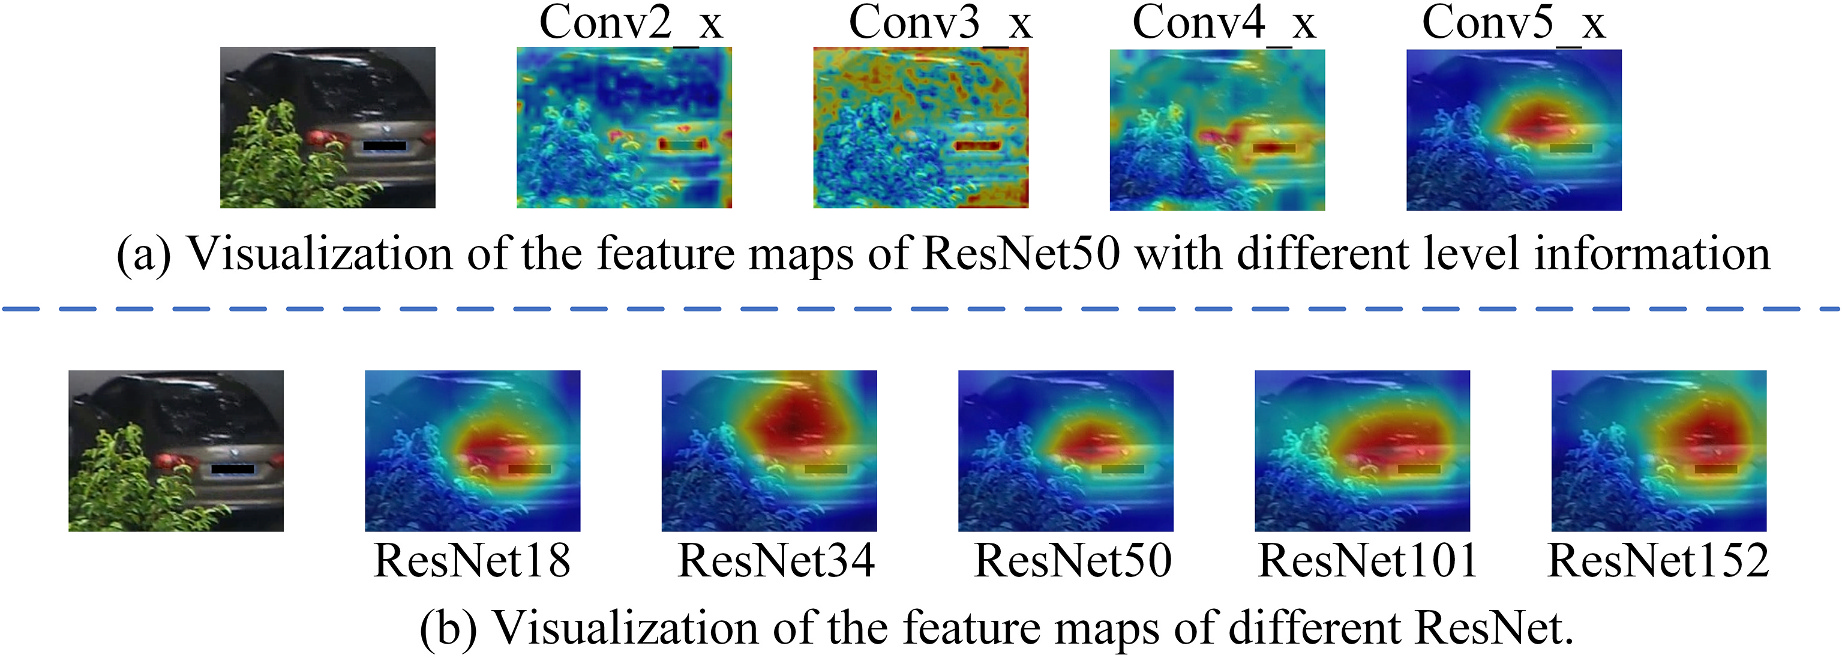 Conv2_x Conv3_x Conv4_x Conv5_x
(a) Visualization of the feature maps of ResNet50 with different level information
ResNet18 ResNet34 ResNet50 ResNet101 ResNet152
(b) Visualization of the feature maps of different ResNet.